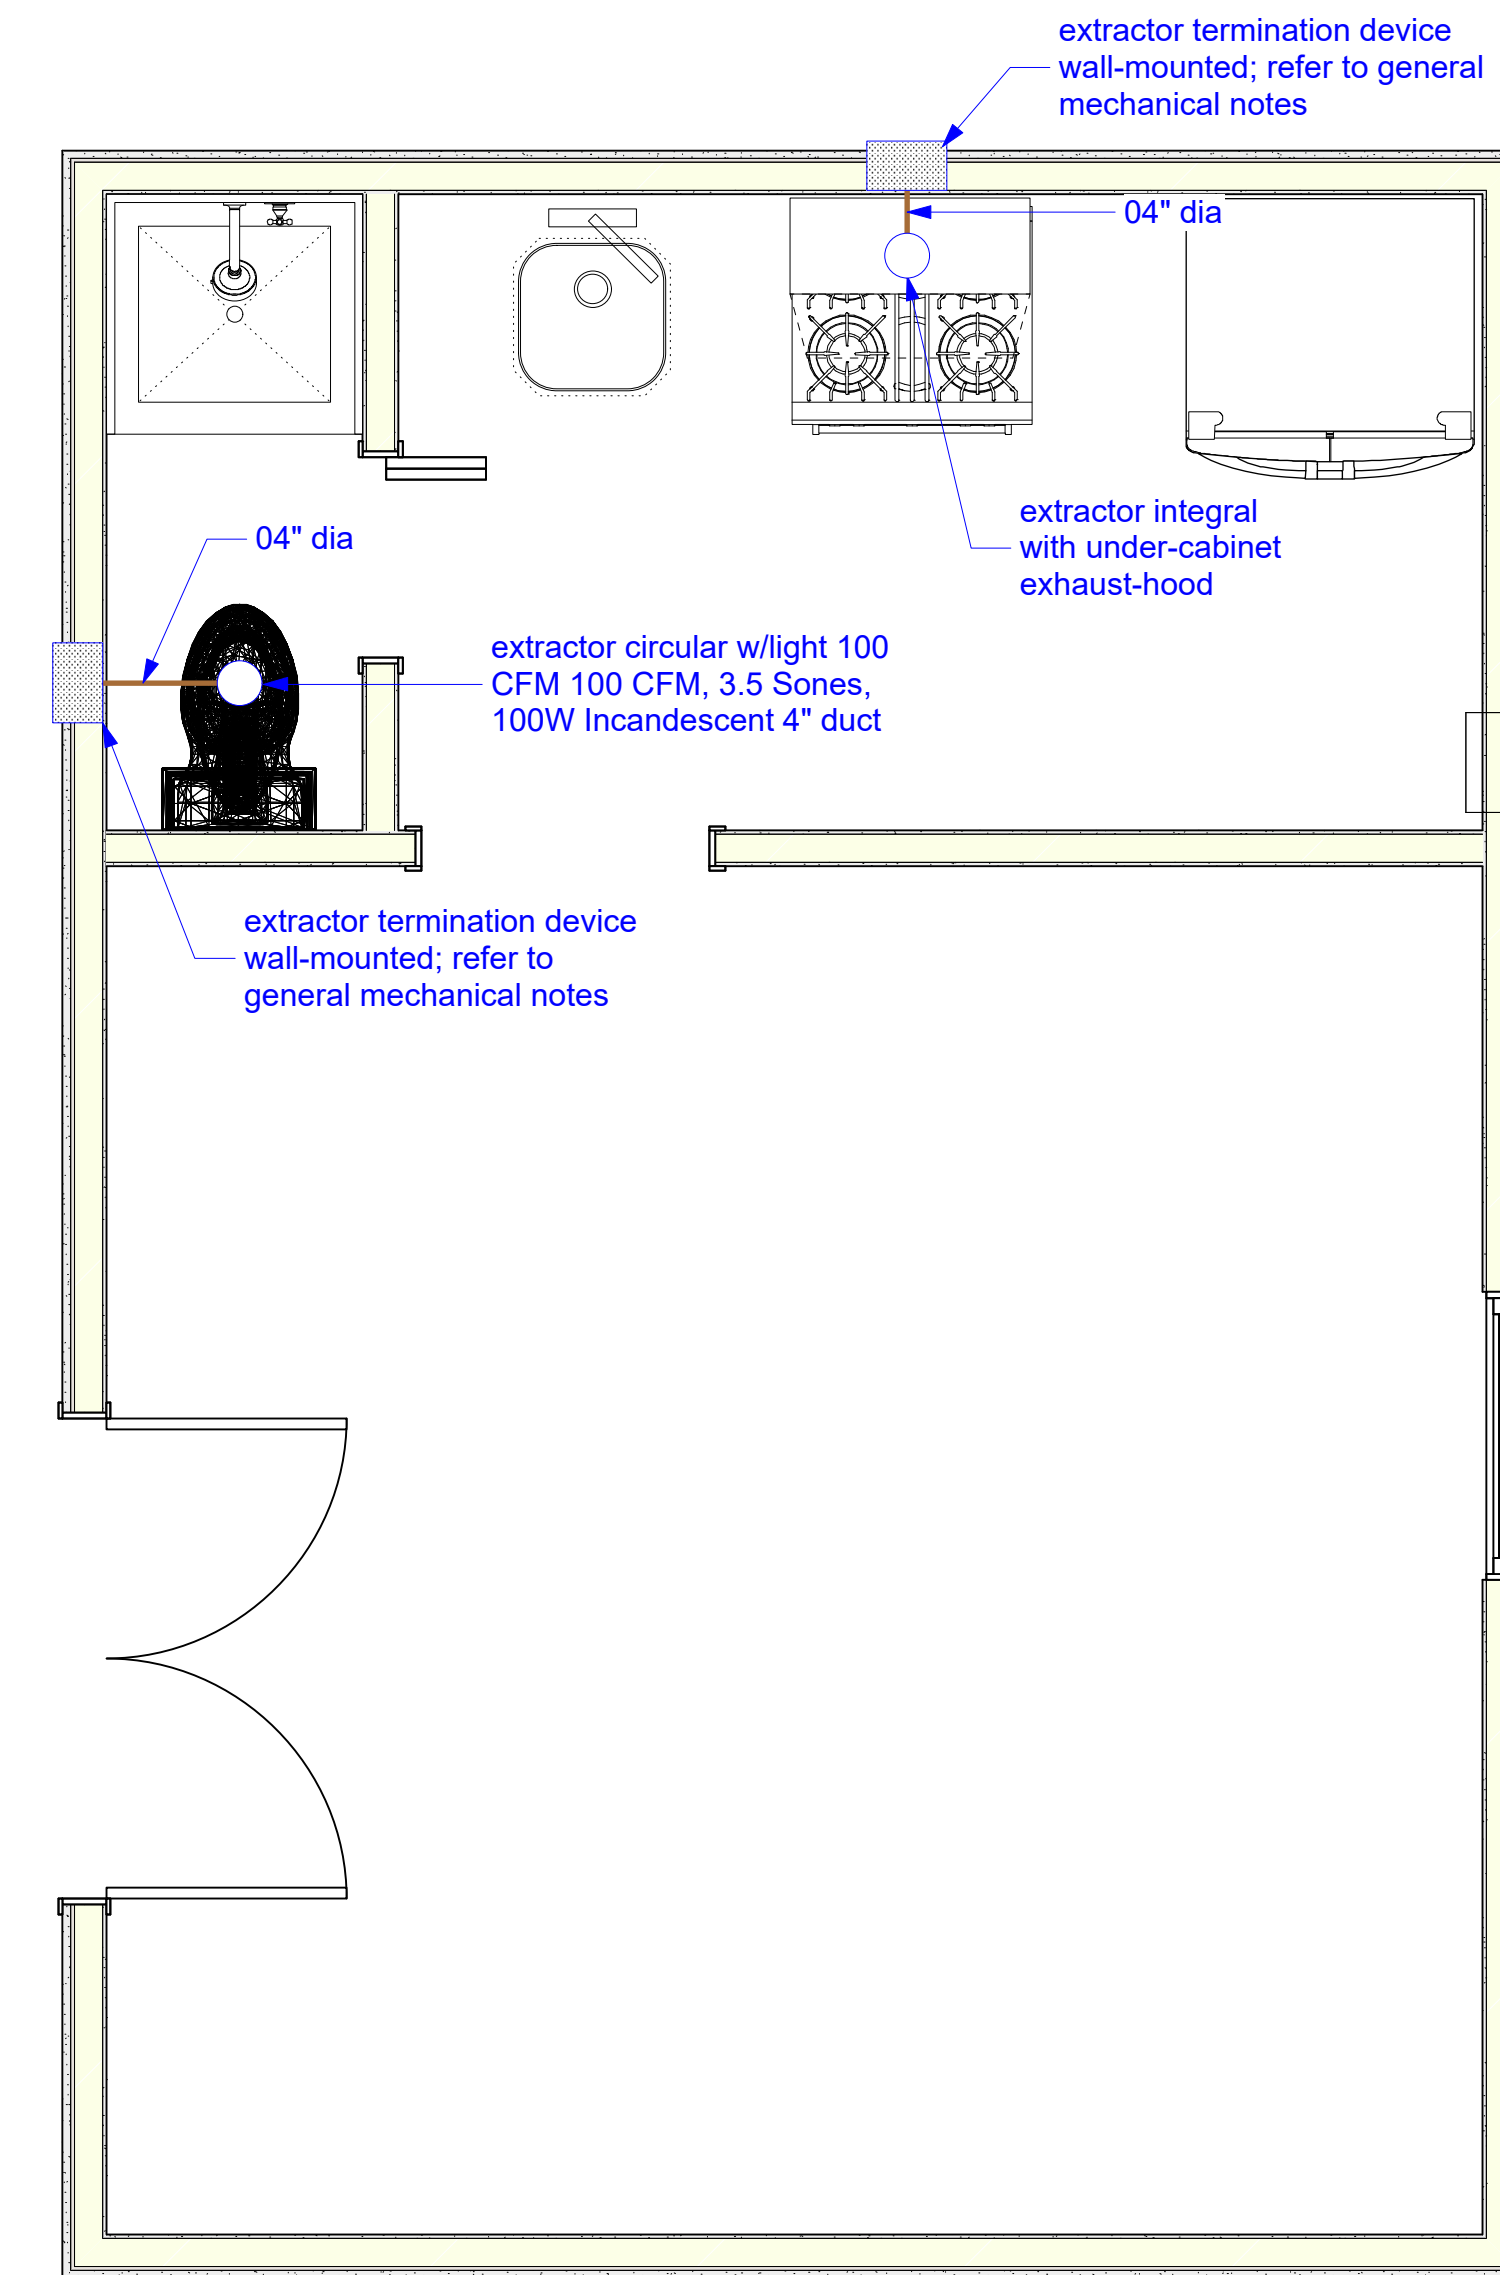 extractor termination device
wall-mounted; refer to general
mechanical notes
04" dia
extractor integral
with under-cabinet
exhaust-hood
04" dia
extractor circular w/light 100
CFM 100 CFM, 3.5 Sones,
100W Incandescent 4" duct
extractor termination device
wall-mounted; refer to
general mechanical notes